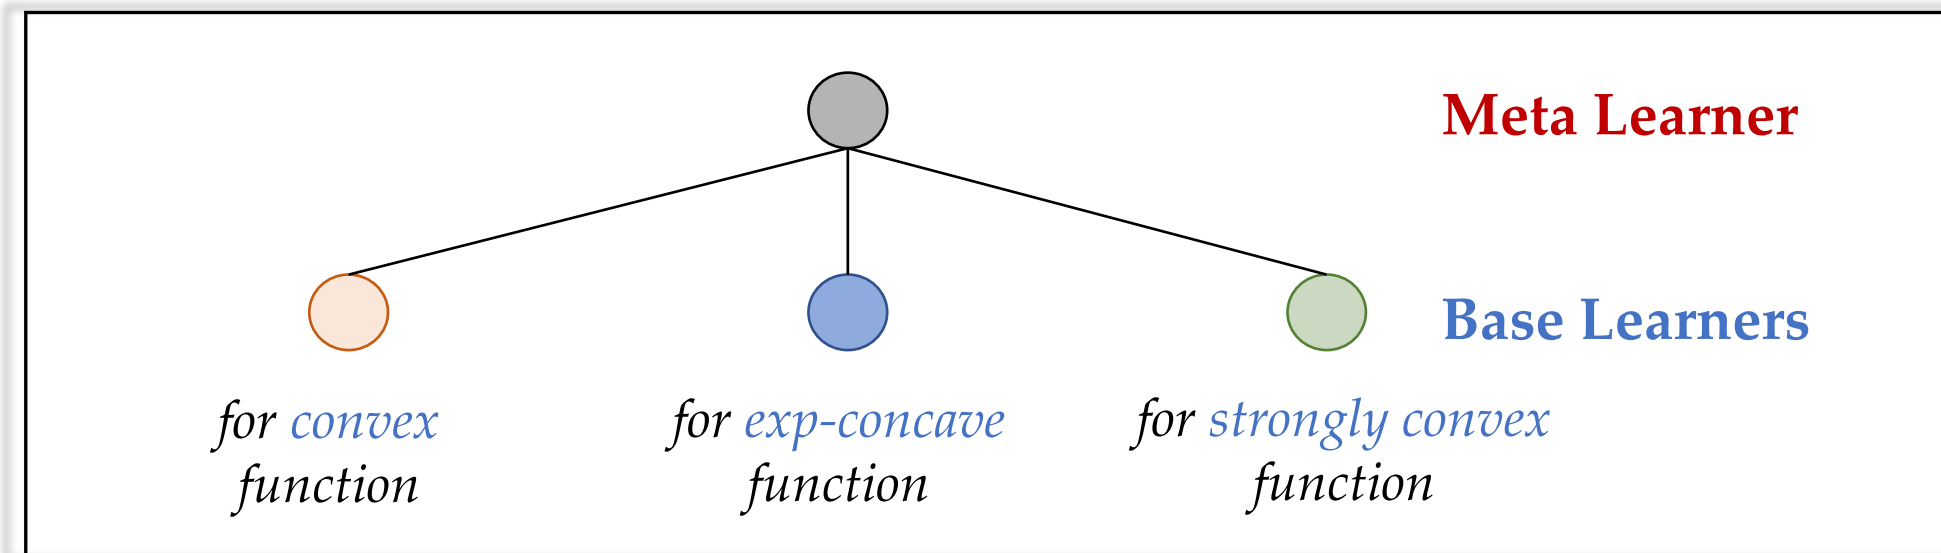 Meta Learner
Base Learners
for convex
function
for exp-concave
function
for strongly convex
function